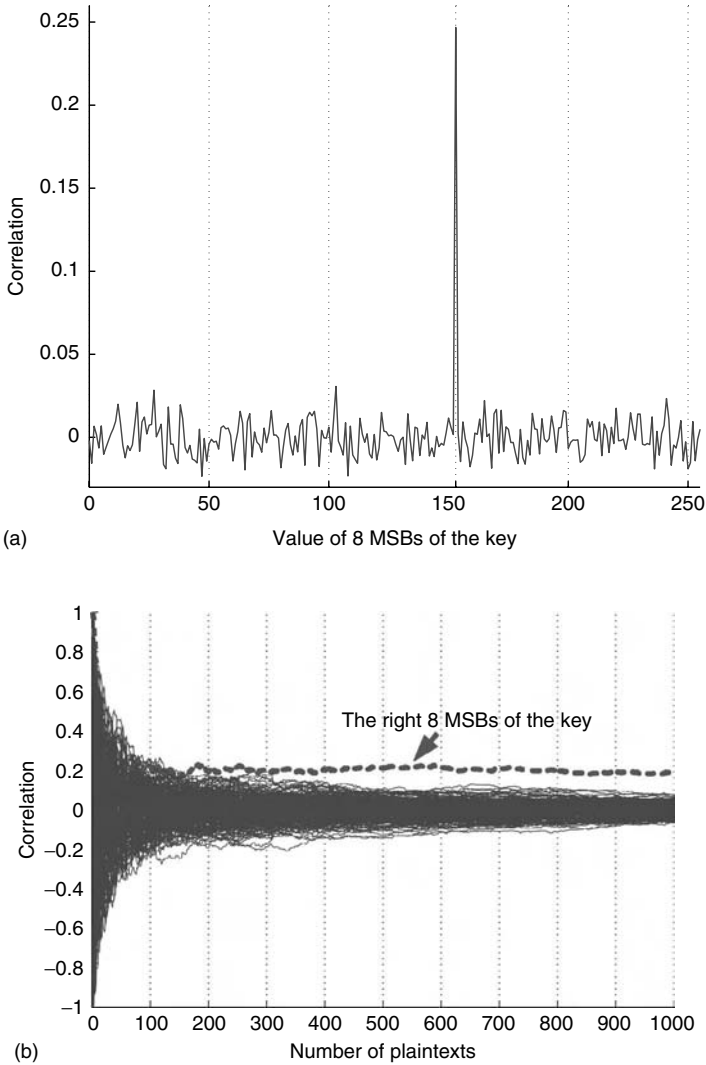 0.25
0.2
0.15
0.1
0.05
0
Correlation
0 50 100 150 200 250
(a)
Value of 8 MSBs of the key
1
0.8
0.6
0.4
0.2
0
−0.2
−0.4
−0.6
−0.8
−1
Correlation
The right 8 MSBs of the key
0 100 200 300 400 500 600 700 800 900 1000
(b)
Number of plaintexts